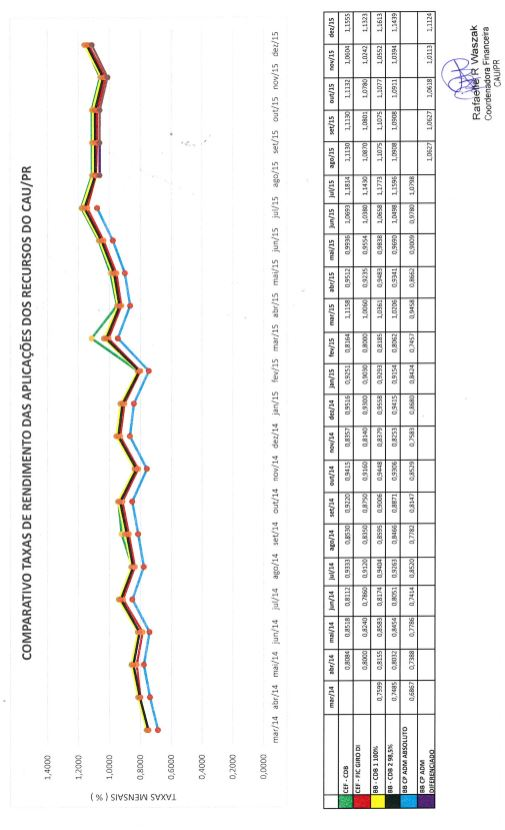 COMPARATIVO TAXAS DE RENDIMENTO DAS APLICAÇÕES DOS RECURSOS DO CAU/PR
TAXAS MENSAIS ( % )
1,4000
1,2000
1,0000
0,8000
0,6000
0,4000
0,2000
0,0000
mar/14 abr/14 mai/14 jun/14 jul/14 ago/14 set/14 out/14 nov/14 dez/14 jan/15 fev/15 mar/15 abr/15 mai/15 jun/15 jul/15 ago/15 set/15 out/15 nov/15 dez/15
mar/14 abr/14 mai/14 jun/14 jul/14 ago/14 set/14 out/14 nov/14 dez/14 jan/15 fev/15 mar/15 abr/15 mai/15 jun/15 jul/15 ago/15 set/15 out/15 nov/15 dez/15
CEF - CDB 0,8084 0,8518 0,8112 0,9333 0,8530 0,9220 0,9415 0,8357 0,9516 0,9251 0,8164 1,1158 0,9512 0,9936 1,0693 1,1814 1,1130 1,1130 1,1132 1,0604 1,1555
CEF - FIC GIRO DI 0,8000 0,8240 0,7860 0,9120 0,8350 0,8750 0,9160 0,8140 0,9300 0,9090 0,8000 1,0060 0,9235 0,9554 1,0380 1,1430 1,0870 1,0801 1,0780 1,0242 1,1323
BB - CDB 1 100% 0,7599 0,8155 0,8583 0,8174 0,9404 0,8595 0,9006 0,9448 0,8379 0,9558 0,9293 0,8185 1,0361 0,9483 0,9838 1,0658 1,1773 1,1075 1,1075 1,1077 1,0552 1,1613
BB - CDB 2 98,5% 0,7485 0,8032 0,8454 0,8051 0,9263 0,8466 0,8871 0,9306 0,8253 0,9415 0,9154 0,8062 1,0206 0,9341 0,9690 1,0498 1,1596 1,0908 1,0908 1,0911 1,0394 1,1439
BB CP ADM ABSOLUTO 0,6867 0,7388 0,7786 0,7414 0,8520 0,7782 0,8147 0,8529 0,7583 0,8680 0,8424 0,7457 0,9458 0,8662 0,9009 0,9780 1,0798
BB CP ADM
DIFERENCIADO 1,0627 1,0627 1,0618 1,0113 1,1124
Rafaelle R Waszak
Coordenadora Financeira
CAU/PR